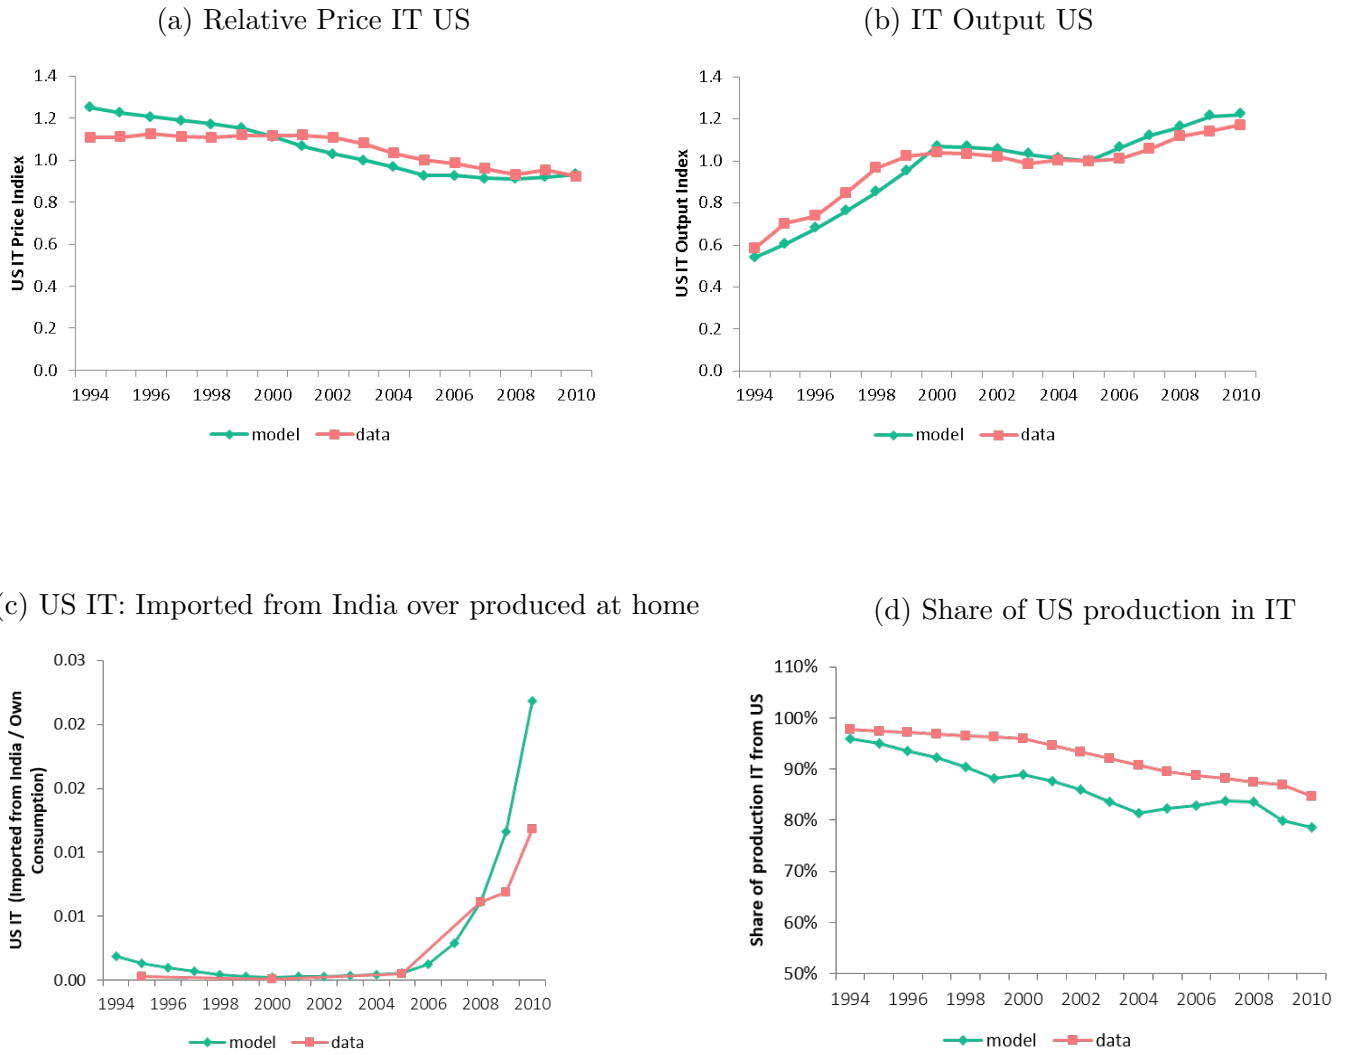 (a) Relative Price IT US
US IT Price Indiex
1.4
1.2
1.0
0.8
0.6
0.4
0.2
0.0
1994 1996 1998 2000 2002 2004 2006 2008 2010
model data
(b) IT Output US
US IT Output Index
1.4
1.2
1.0
0.8
0.6
0.4
0.2
0.0
1994 1996 1998 2000 2002 2004 2006 2008 2010
model data
(c) US IT: Imported from India over produced at home
US IT (Imported from India / Own
Consumption)
0.03
0.02
0.02
0.01
0.01
0.00
1994 1996 1998 2000 2002 2004 2006 2008 2010
model data
(d) Share of US production in IT
Share of production IT from US
110%
100%
90%
80%
70%
60%
50%
1994 1996 1998 2000 2002 2004 2006 2008 2010
model data